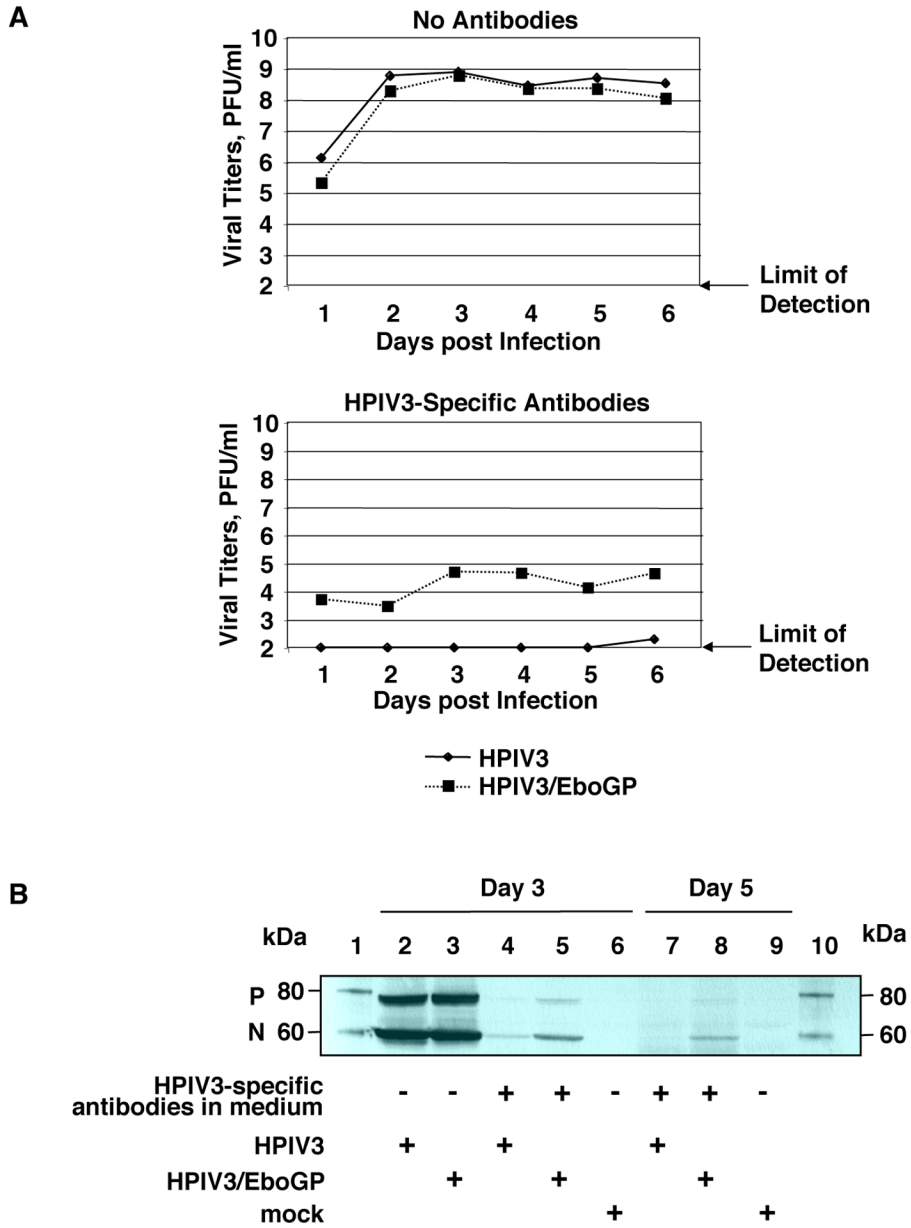 A
No Antibodies
Viral Titers, PFU/ml
10
9
8
7
6
5
4
3
2
Limit of
Detection
1 2 3 4 5 6
Days post Infection
HPIV3-Specific Antibodies
Viral Titers, PFU/ml
10
9
8
7
6
5
4
3
2
Limit of
Detection
1 2 3 4 5 6
Days post Infection
HPIV3
HPIV3/EboGP
B
Day 3 Day 5
kDa 1 2 3 4 5 6 7 8 9 10 kDa
P 80 80
N 60 60
HPIV3-specific
antibodies in medium - - + + - + + -
HPIV3 + + +
HPIV3/EboGP + + +
mock + +